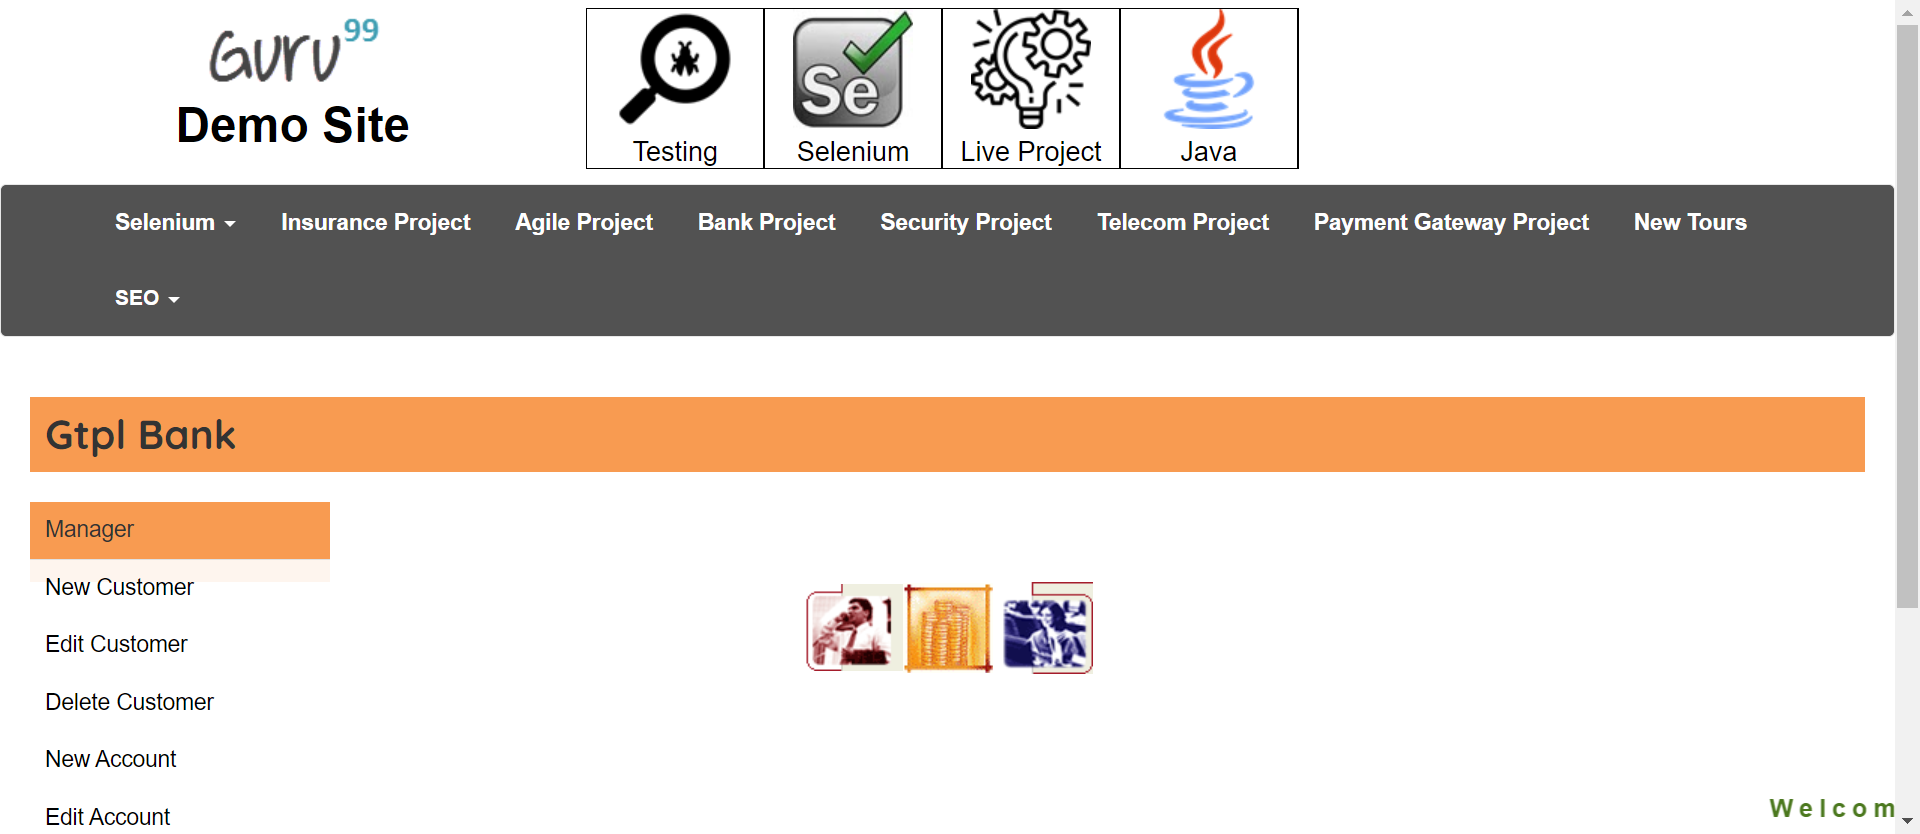 Guru99
Demo Site
Testing
Se
Selenium
Live Project
Java
Selenium
Insurance Project
Agile Project
Bank Project
Security Project
Telecom Project
Payment Gateway Project
New Tours
SEO
Gtpl Bank
Manager
New Customer
Edit Customer
Delete Customer
New Account
Edit Account
Welcom